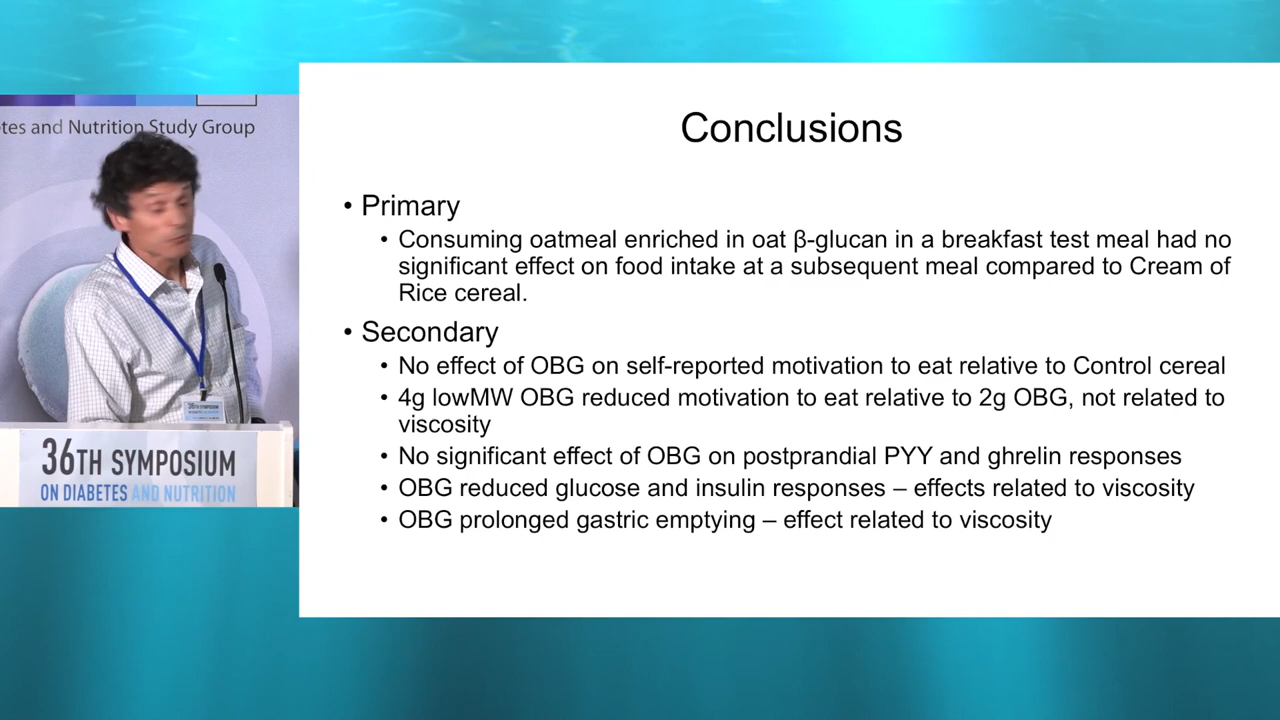 tes and Nutrition Study Group
36TH SYMPOSIUM
ON DIABETES AND NUTRITION
Conclusions
• Primary
• Consuming oatmeal enriched in oat β-glucan in a breakfast test meal had no
significant effect on food intake at a subsequent meal compared to Cream of
Rice cereal.
• Secondary
• No effect of OBG on self-reported motivation to eat relative to Control cereal
• 4g lowMW OBG reduced motivation to eat relative to 2g OBG, not related to
viscosity
• No significant effect of OBG on postprandial PYY and ghrelin responses
• OBG reduced glucose and insulin responses – effects related to viscosity
• OBG prolonged gastric emptying – effect related to viscosity